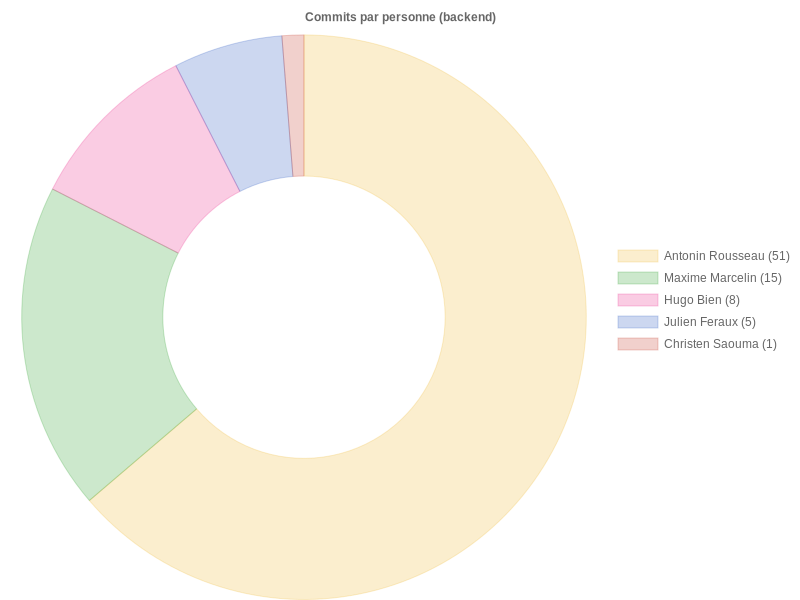 Commits par personne (backend)
Antonin Rousseau (51)
Maxime Marcelin (15)
Hugo Bien (8)
Julien Feraux (5)
Christen Saouma (1)